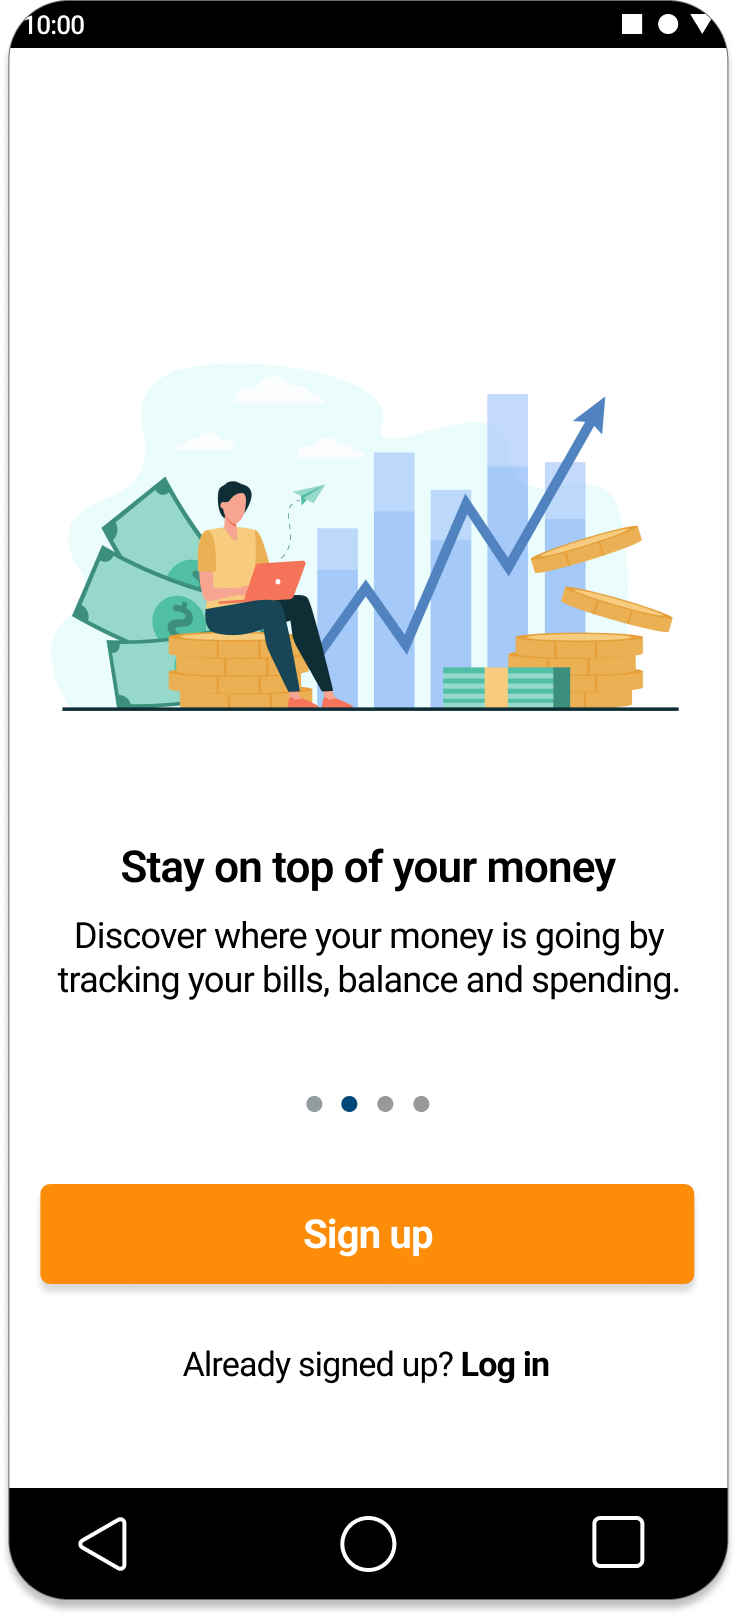 10:00
Stay on top of your money
Discover where your money is going by
tracking your bills, balance and spending.
Sign up
Already signed up? Log in